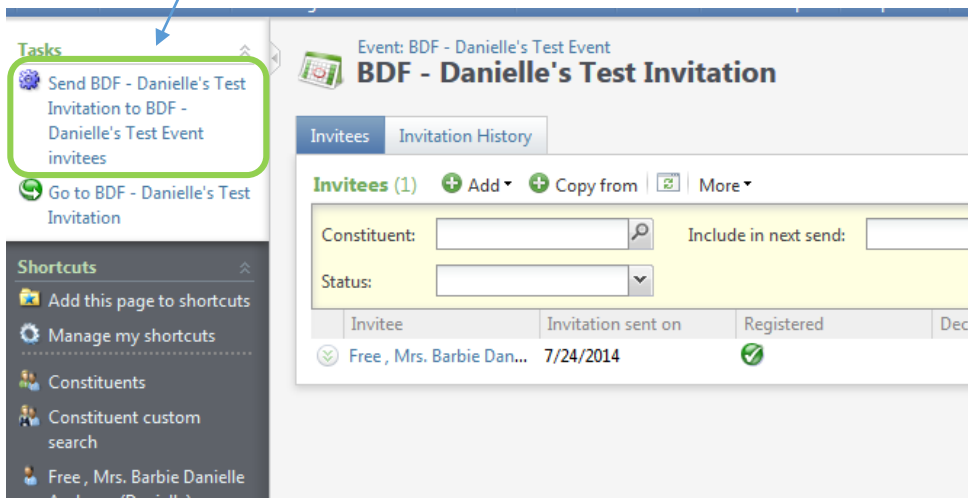 Tasks
Send BDF - Danielle's Test
Invitation to BDF -
Danielle's Test Event
invitees
Go to BDF - Danielle's Test
Invitation
Shortcuts
Add this page to shortcuts
Manage my shortcuts
Constituents
Constituent custom
search
Free , Mrs. Barbie Danielle
Event: BDF - Danielle's Test Event
BDF - Danielle's Test Invitation
Invitees Invitation History
Invitees (1) Add Copy from More
Constituent: Include in next send:
Status:
Invitee Invitation sent on Registered Dec
Free , Mrs. Barbie Dan... 7/24/2014